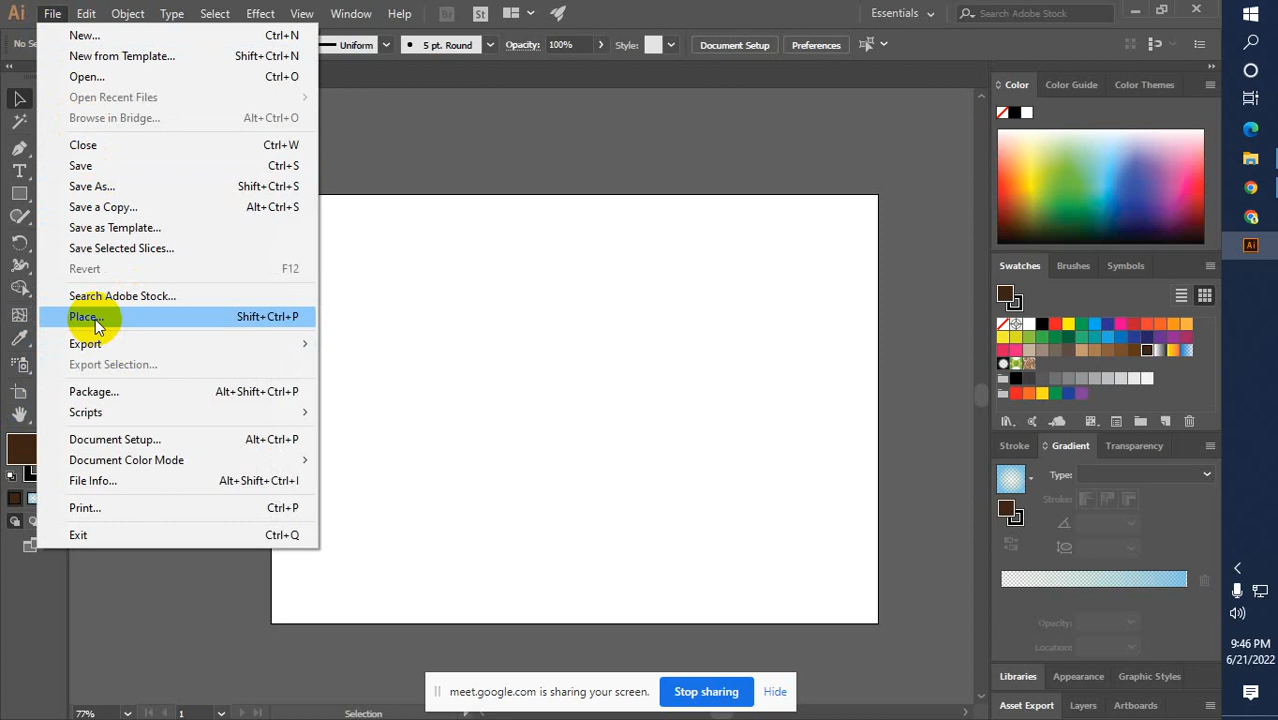 Ai File Edit Object Type Select Effect View Window Help Br St Essentials Search Adobe Stock
No Se Uniform 5 pt. Round Opacity: 100% Style: Document Setup Preferences
New... Ctrl+N
New from Template... Shift+Ctrl+N
Open... Ctrl+O
Open Recent Files
Browse in Bridge... Alt+Ctrl+O
Close Ctrl+W
Save Ctrl+S
Save As... Shift+Ctrl+S
Save a Copy... Alt+Ctrl+S
Save as Template...
Save Selected Slices...
Revert F12
Search Adobe Stock...
Place... Shift+Ctrl+P
Export
Export Selection...
Package... Alt+Shift+Ctrl+P
Scripts
Document Setup... Alt+Ctrl+P
Document Color Mode
File Info... Alt+Shift+Ctrl+I
Print... Ctrl+P
Exit Ctrl+Q
Color Color Guide Color Themes
Swatches Brushes Symbols
Stroke Gradient Transparency
Type:
Stroke:
Opacity:
Location:
Libraries Appearance Graphic Styles
Asset Export Layers Artboards
meet.google.com is sharing your screen. Stop sharing Hide
77% 1 Selection
Ai
9:46 PM
6/21/2022